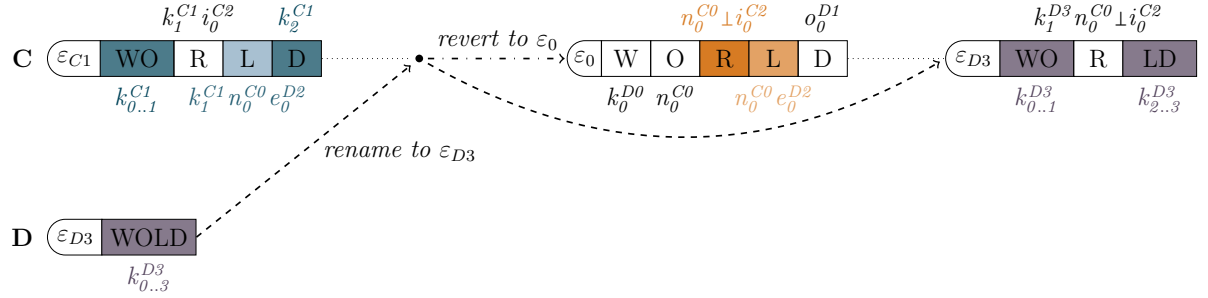 k_1^{C1} i_0^{C2} k_2^{C1} n_0^{C0} ⊥ i_0^{C2} o_0^{D1} k_1^{D3} n_0^{C0} ⊥ i_0^{C2}
C ε_{C1} WO R L D revert to ε_0 ε_0 W O R L D ε_{D3} WO R LD
k_{0..1}^{C1} k_1^{C1} n_0^{C0} e_0^{D2} k_0^{D0} n_0^{C0} n_0^{C0} e_0^{D2} k_{0..1}^{D3} k_{2..3}^{D3}
rename to ε_{D3}
D ε_{D3} WOLD
k_{0..3}^{D3}